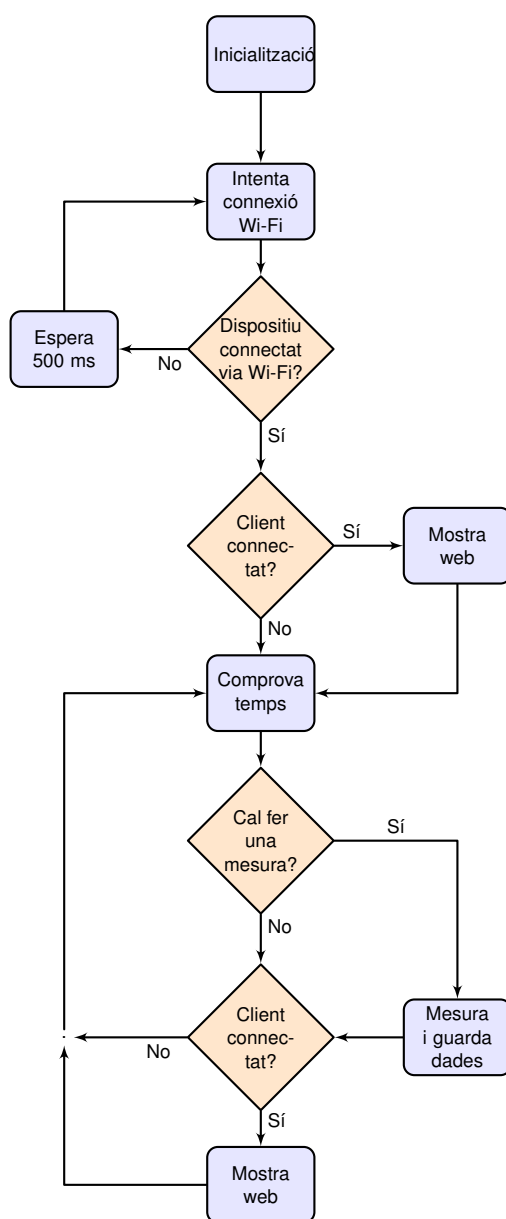 Inicialització
Intenta
connexió
Wi-Fi
Dispositiu
connectat
via Wi-Fi?
No
Espera
500 ms
Sí
Client
connec-
tat?
Sí
Mostra
web
No
Comprova
temps
Cal fer
una
mesura?
Sí
No
Mesura
i guarda
dades
Client
connec-
tat?
No
.
Sí
Mostra
web